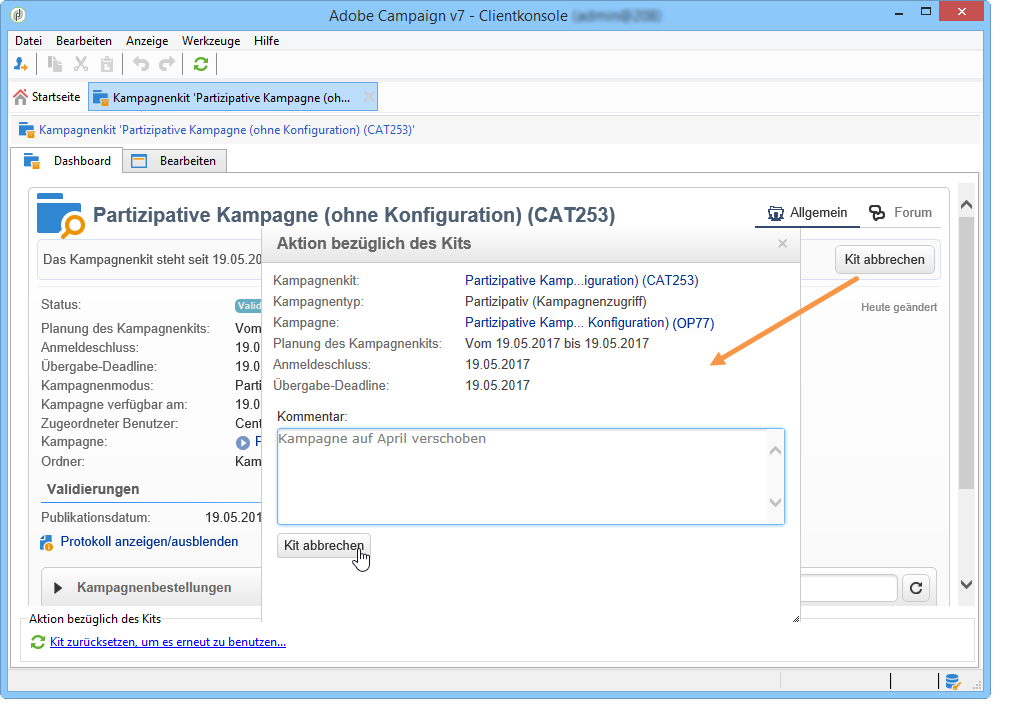 Adobe Campaign v7 - Clientkonsole
Datei Bearbeiten Anzeige Werkzeuge Hilfe
Startseite Kampagnenkit 'Partizipative Kampagne (oh...
Kampagnenkit 'Partizipative Kampagne (ohne Konfiguration) (CAT253)'
Dashboard Bearbeiten
Partizipative Kampagne (ohne Konfiguration) (CAT253) Allgemein Forum
Das Kampagnenkit steht seit 19.05.20 Kit abbrechen
Heute geändert
Status: Valid
Planung des Kampagnenkits: Vom
Anmeldeschluss: 19.0
Übergabe-Deadline: 19.0
Kampagnenmodus: Parti
Kampagne verfügbar am: 19.0
Zugeordneter Benutzer: Cent
Kampagne: P
Ordner: Kam
Validierungen
Publikationsdatum: 19.05.201
Protokoll anzeigen/ausblenden
Kampagnenbestellungen
Aktion bezüglich des Kits
Kampagnenkit: Partizipative Kamp...iguration) (CAT253)
Kampagnentyp: Partizipativ (Kampagnenzugriff)
Kampagne: Partizipative Kamp... Konfiguration) (OP77)
Planung des Kampagnenkits: Vom 19.05.2017 bis 19.05.2017
Anmeldeschluss: 19.05.2017
Übergabe-Deadline: 19.05.2017
Kommentar:
Kampagne auf April verschoben
Kit abbrechen
Aktion bezüglich des Kits
Kit zurücksetzen, um es erneut zu benutzen...